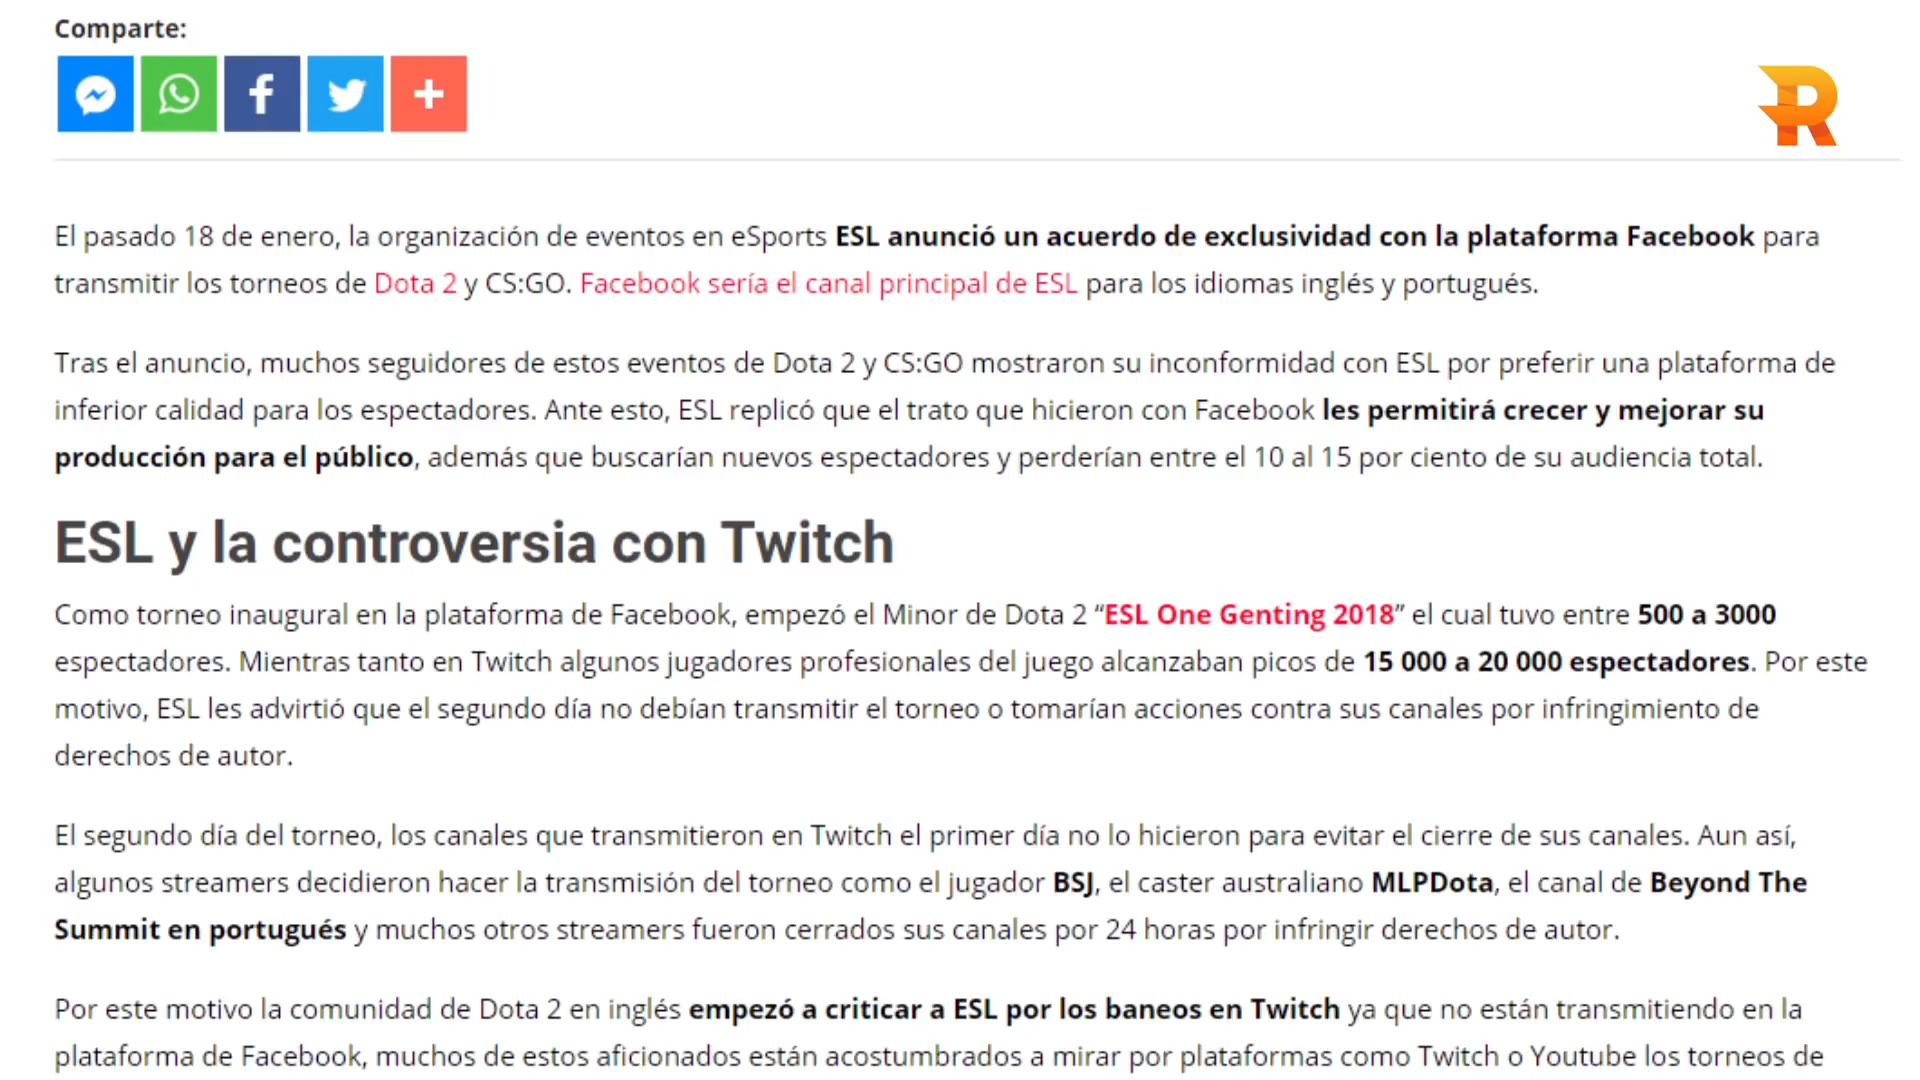 Comparte:
El pasado 18 de enero, la organización de eventos en eSports ESL anunció un acuerdo de exclusividad con la plataforma Facebook para
transmitir los torneos de Dota 2 y CS:GO. Facebook sería el canal principal de ESL para los idiomas inglés y portugués.
Tras el anuncio, muchos seguidores de estos eventos de Dota 2 y CS:GO mostraron su inconformidad con ESL por preferir una plataforma de
inferior calidad para los espectadores. Ante esto, ESL replicó que el trato que hicieron con Facebook les permitirá crecer y mejorar su
producción para el público, además que buscarían nuevos espectadores y perderían entre el 10 al 15 por ciento de su audiencia total.
ESL y la controversia con Twitch
Como torneo inaugural en la plataforma de Facebook, empezó el Minor de Dota 2 “ESL One Genting 2018” el cual tuvo entre 500 a 3000
espectadores. Mientras tanto en Twitch algunos jugadores profesionales del juego alcanzaban picos de 15 000 a 20 000 espectadores. Por este
motivo, ESL les advirtió que el segundo día no debían transmitir el torneo o tomarían acciones contra sus canales por infringimiento de
derechos de autor.
El segundo día del torneo, los canales que transmitieron en Twitch el primer día no lo hicieron para evitar el cierre de sus canales. Aun así,
algunos streamers decidieron hacer la transmisión del torneo como el jugador BSJ, el caster australiano MLPDota, el canal de Beyond The
Summit en portugués y muchos otros streamers fueron cerrados sus canales por 24 horas por infringir derechos de autor.
Por este motivo la comunidad de Dota 2 en inglés empezó a criticar a ESL por los baneos en Twitch ya que no están transmitiendo en la
plataforma de Facebook, muchos de estos aficionados están acostumbrados a mirar por plataformas como Twitch o Youtube los torneos de